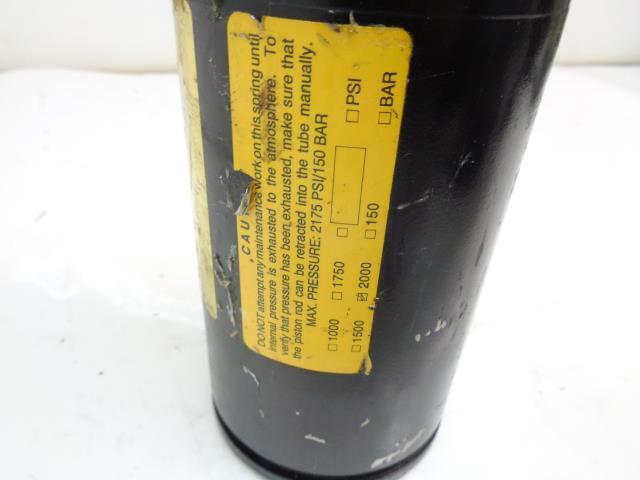 CAU
DO NOT attempt any maintenance work on this spring until
internal pressure is exhausted to the atmosphere. To
verify that pressure has been exhausted, make sure that
the piston rod can be retracted into the tube manually.
MAX. PRESSURE: 2175 PSI/150 BAR
☐ 1000 ☐ 1750 ☐ ☐ PSI
☐ 1500 ☑ 2000 ☐ 150 ☐ BAR